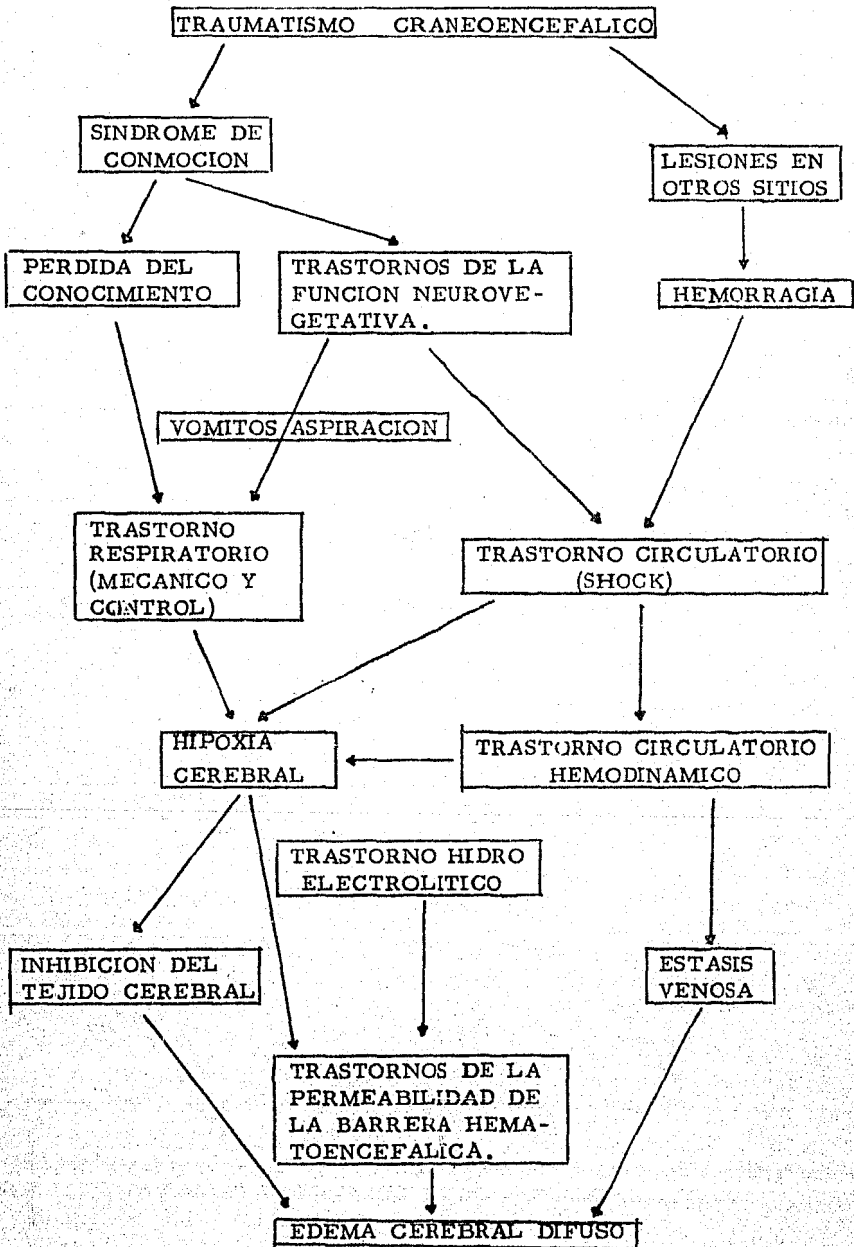 TRAUMATISMO CRANEOENCEFALICO
SINDROME DE
CONMOCION
LESIONES EN
OTROS SITIOS
PERDIDA DEL
CONOCIMIENTO
TRASTORNOS DE LA
FUNCION NEUROVE-
GETATIVA.
HEMORRAGIA
VOMITOS ASPIRACION
TRASTORNO
RESPIRATORIO
(MECANICO Y
CONTROL)
TRASTORNO CIRCULATORIO
(SHOCK)
HIPOXIA
CEREBRAL
TRASTORNO CIRCULATORIO
HEMODINAMICO
TRASTORNO HIDRO
ELECTROLITICO
INHIBICION DEL
TEJIDO CEREBRAL
ESTASIS
VENOSA
TRASTORNOS DE LA
PERMEABILIDAD DE
LA BARRERA HEMA-
TOENCEFALICA.
EDEMA CEREBRAL DIFUSO